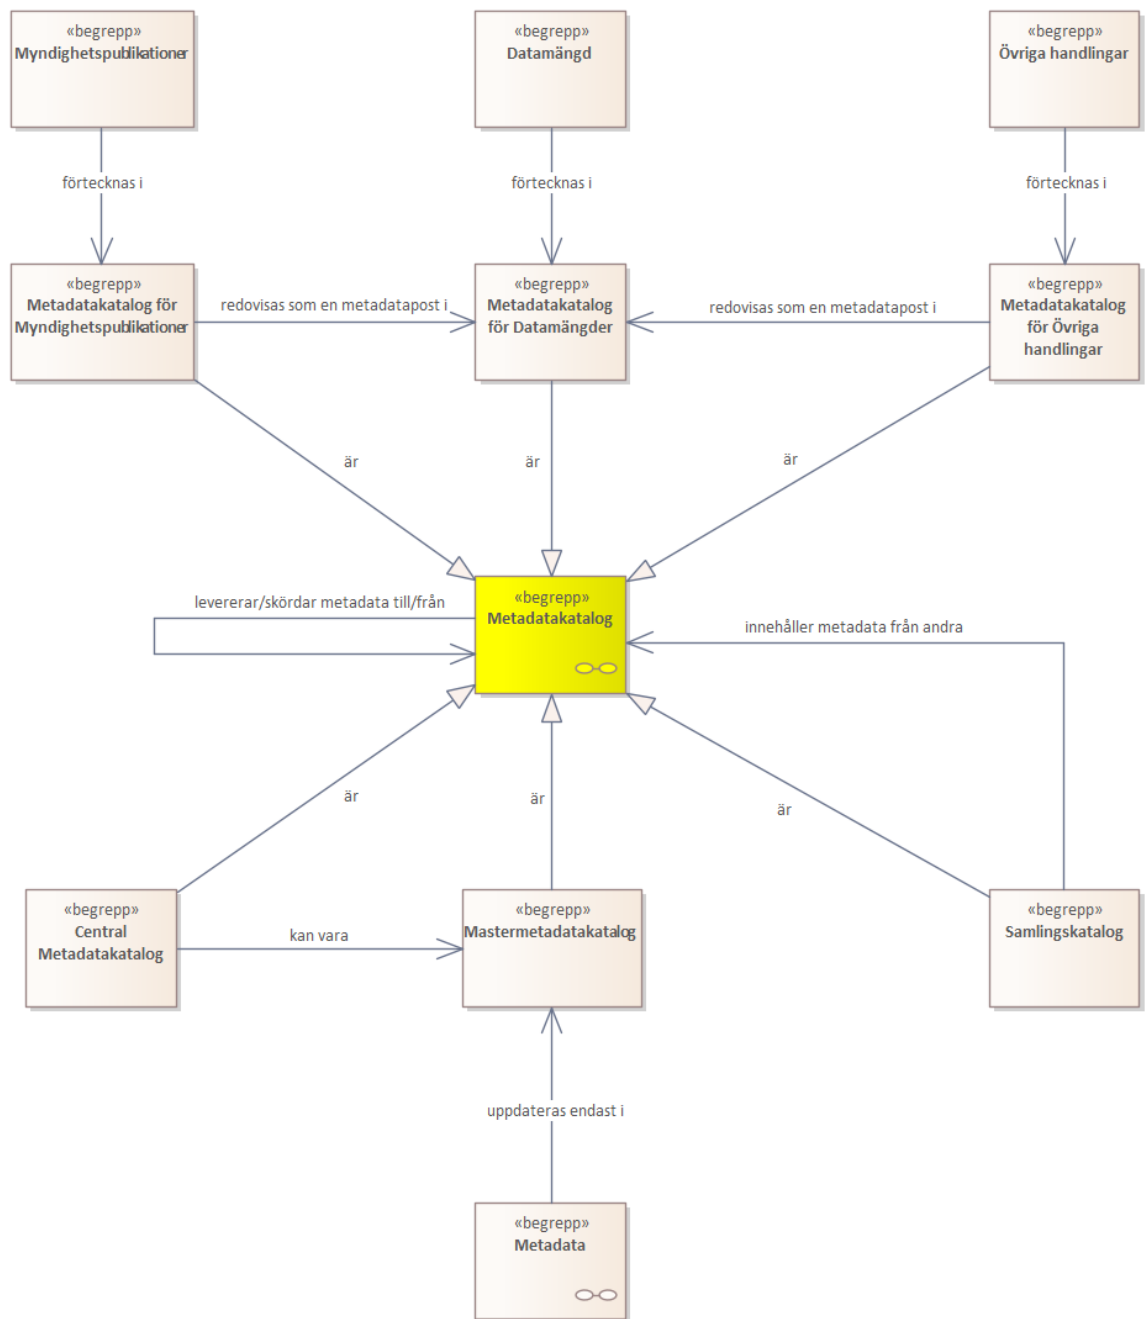 «begrepp»
Myndighetspublikationer
«begrepp»
Datamängd
«begrepp»
Övriga handlingar
förtecknas i
förtecknas i
förtecknas i
«begrepp»
Metadatakatalog för
Myndighetspublikationer
redovisas som en metadatapost i
«begrepp»
Metadatakatalog
för Datamängder
redovisas som en metadatapost i
«begrepp»
Metadatakatalog
för Övriga
handlingar
är
är
är
levererar/skördar metadata till/från
«begrepp»
Metadatakatalog
innehåller metadata från andra
är
är
är
«begrepp»
Central
Metadatakatalog
kan vara
«begrepp»
Mastermetadatakatalog
«begrepp»
Samlingskatalog
uppdateras endast i
«begrepp»
Metadata